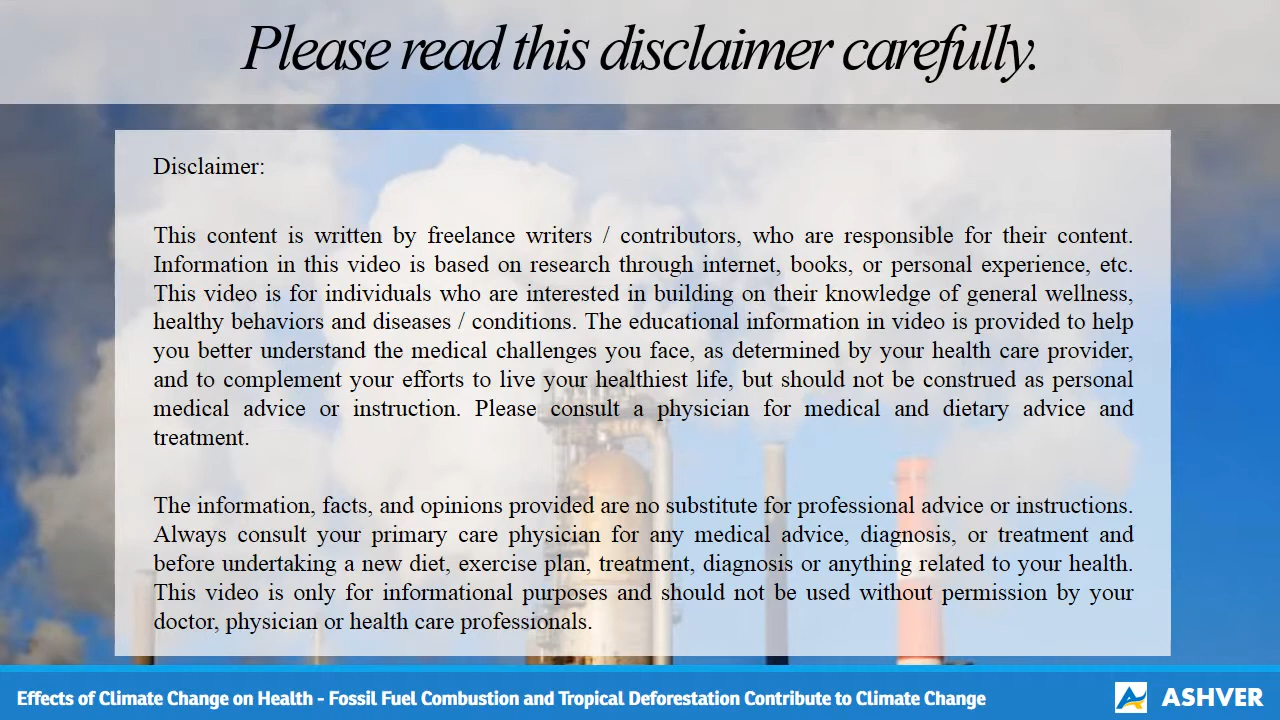 Please read this disclaimer carefully.
Disclaimer:
This content is written by freelance writers / contributors, who are responsible for their content.
Information in this video is based on research through internet, books, or personal experience, etc.
This video is for individuals who are interested in building on their knowledge of general wellness,
healthy behaviors and diseases / conditions. The educational information in video is provided to help
you better understand the medical challenges you face, as determined by your health care provider,
and to complement your efforts to live your healthiest life, but should not be construed as personal
medical advice or instruction. Please consult a physician for medical and dietary advice and
treatment.
The information, facts, and opinions provided are no substitute for professional advice or instructions.
Always consult your primary care physician for any medical advice, diagnosis, or treatment and
before undertaking a new diet, exercise plan, treatment, diagnosis or anything related to your health.
This video is only for informational purposes and should not be used without permission by your
doctor, physician or health care professionals.
Effects of Climate Change on Health - Fossil Fuel Combustion and Tropical Deforestation Contribute to Climate Change
ASHVER